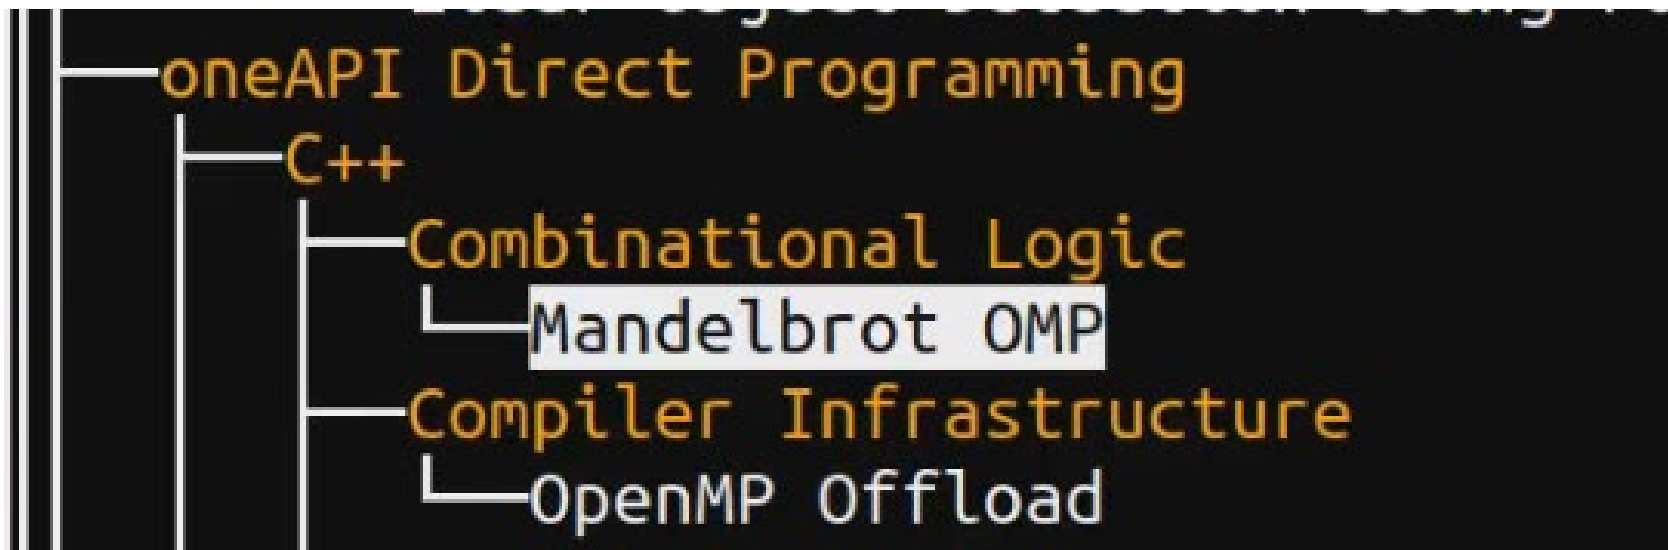 oneAPI Direct Programming
C++
Combinational Logic
Mandelbrot OMP
Compiler Infrastructure
OpenMP Offload